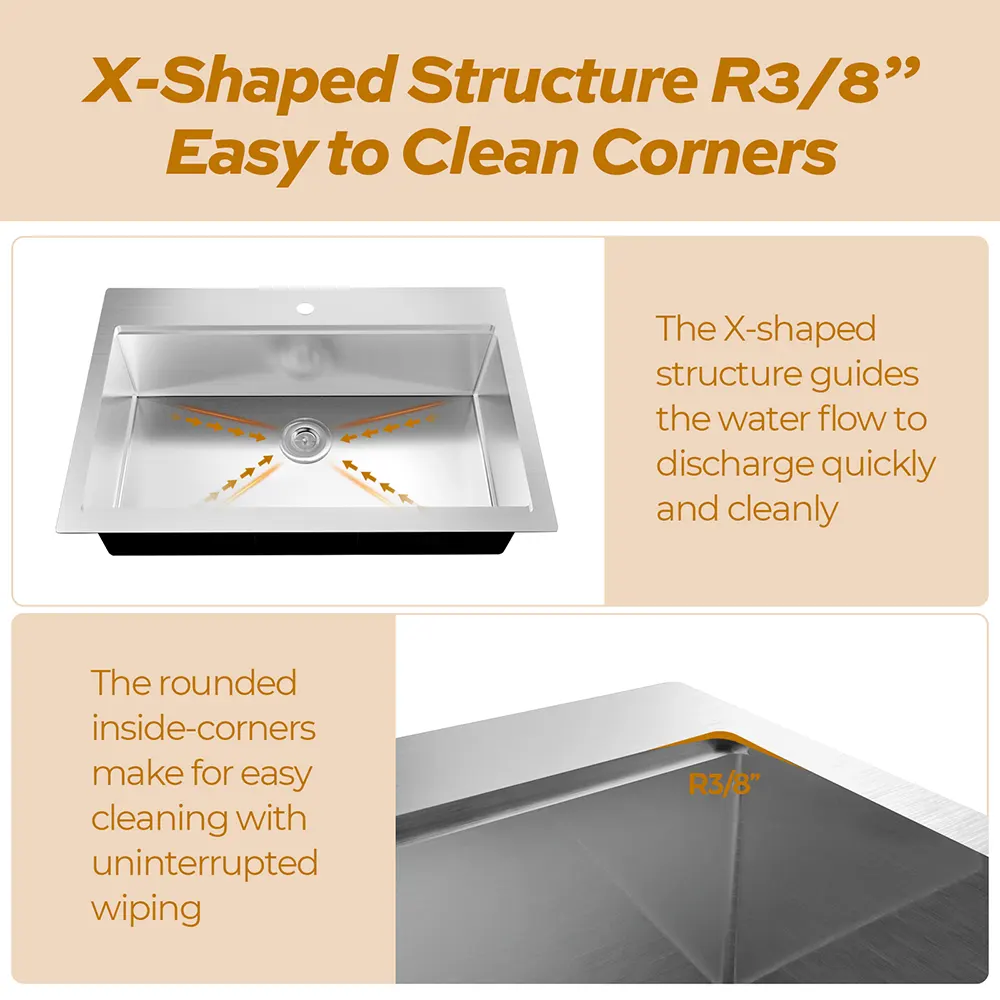 X-Shaped Structure R3/8”
Easy to Clean Corners
The X-shaped
structure guides
the water flow to
discharge quickly
and cleanly
The rounded
inside-corners
make for easy
cleaning with
uninterrupted
wiping
R3/8”